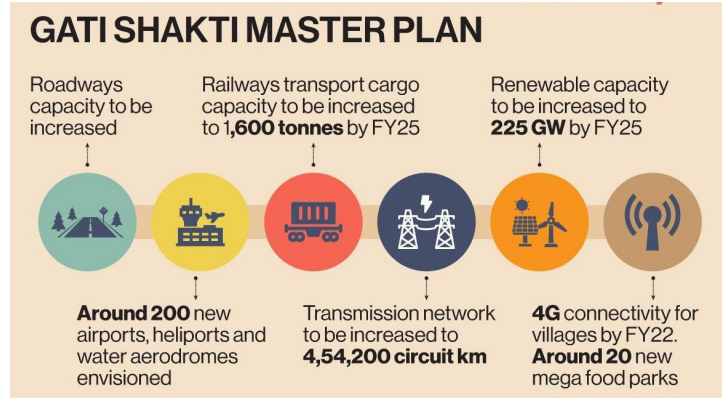 GATI SHAKTI MASTER PLAN
Roadways
capacity to be
increased
Railways transport cargo
capacity to be increased
to 1,600 tonnes by FY25
Renewable capacity
to be increased to
225 GW by FY25
Around 200 new
airports, heliports and
water aerodromes
envisioned
Transmission network
to be increased to
4,54,200 circuit km
4G connectivity for
villages by FY22.
Around 20 new
mega food parks